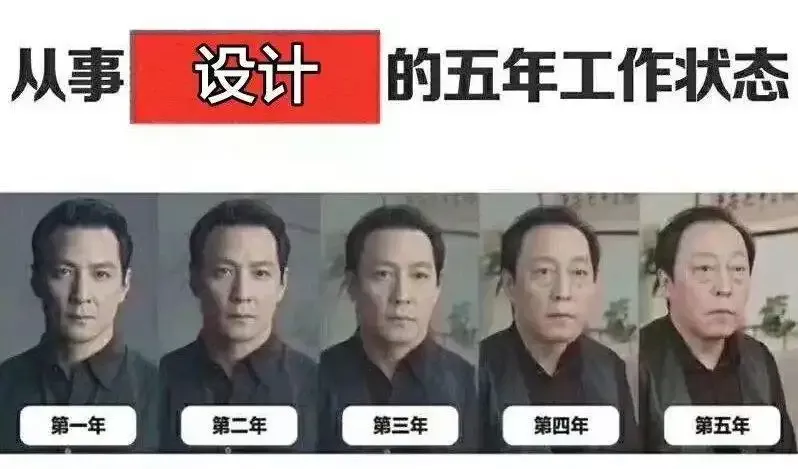 从事 设计 的五年工作状态
第一年 第二年 第三年 第四年 第五年